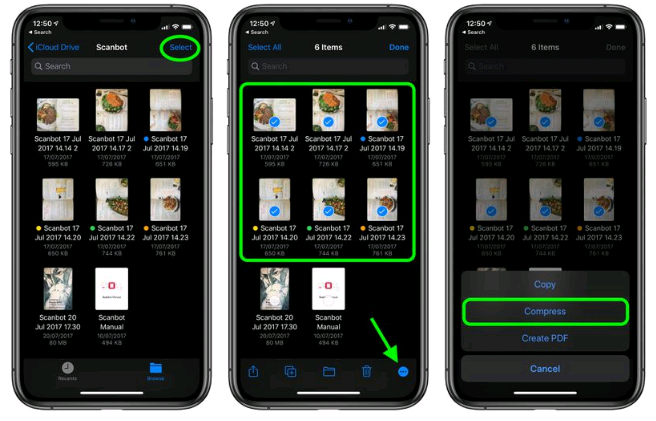 12:50
Search
iCloud Drive
Scanbot
Select
Search
Scanbot 17 Jul
2017 14.14 2
17/07/2017
595 KB
Scanbot 17 Jul
2017 14.17 2
17/07/2017
726 KB
Scanbot 17
Jul 2017 14.19
17/07/2017
651 KB
Scanbot 17
Jul 2017 14.20
17/07/2017
650 KB
Scanbot 17
Jul 2017 14.22
17/07/2017
744 KB
Scanbot 17
Jul 2017 14.23
17/07/2017
761 KB
Scanbot 20
Jul 2017 17.30
20/07/2017
80 MB
Scanbot
Manual
10/07/2017
494 KB
Recents
Browse
12:50
Search
Select All
6 Items
Done
Search
Scanbot 17 Jul
2017 14.14 2
17/07/2017
595 KB
Scanbot 17 Jul
2017 14.17 2
17/07/2017
726 KB
Scanbot 17
Jul 2017 14.19
17/07/2017
651 KB
Scanbot 17
Jul 2017 14.20
17/07/2017
650 KB
Scanbot 17
Jul 2017 14.22
17/07/2017
744 KB
Scanbot 17
Jul 2017 14.23
17/07/2017
761 KB
Scanbot 20
Jul 2017 17.30
20/07/2017
80 MB
Scanbot
Manual
10/07/2017
494 KB
12:50
Search
Select All
6 Items
Done
Search
Scanbot 17 Jul
2017 14.14 2
17/07/2017
595 KB
Scanbot 17 Jul
2017 14.17 2
17/07/2017
726 KB
Scanbot 17
Jul 2017 14.19
17/07/2017
651 KB
Scanbot 17
Jul 2017 14.20
17/07/2017
650 KB
Scanbot 17
Jul 2017 14.22
17/07/2017
744 KB
Scanbot 17
Jul 2017 14.23
17/07/2017
761 KB
Copy
Compress
Create PDF
Cancel